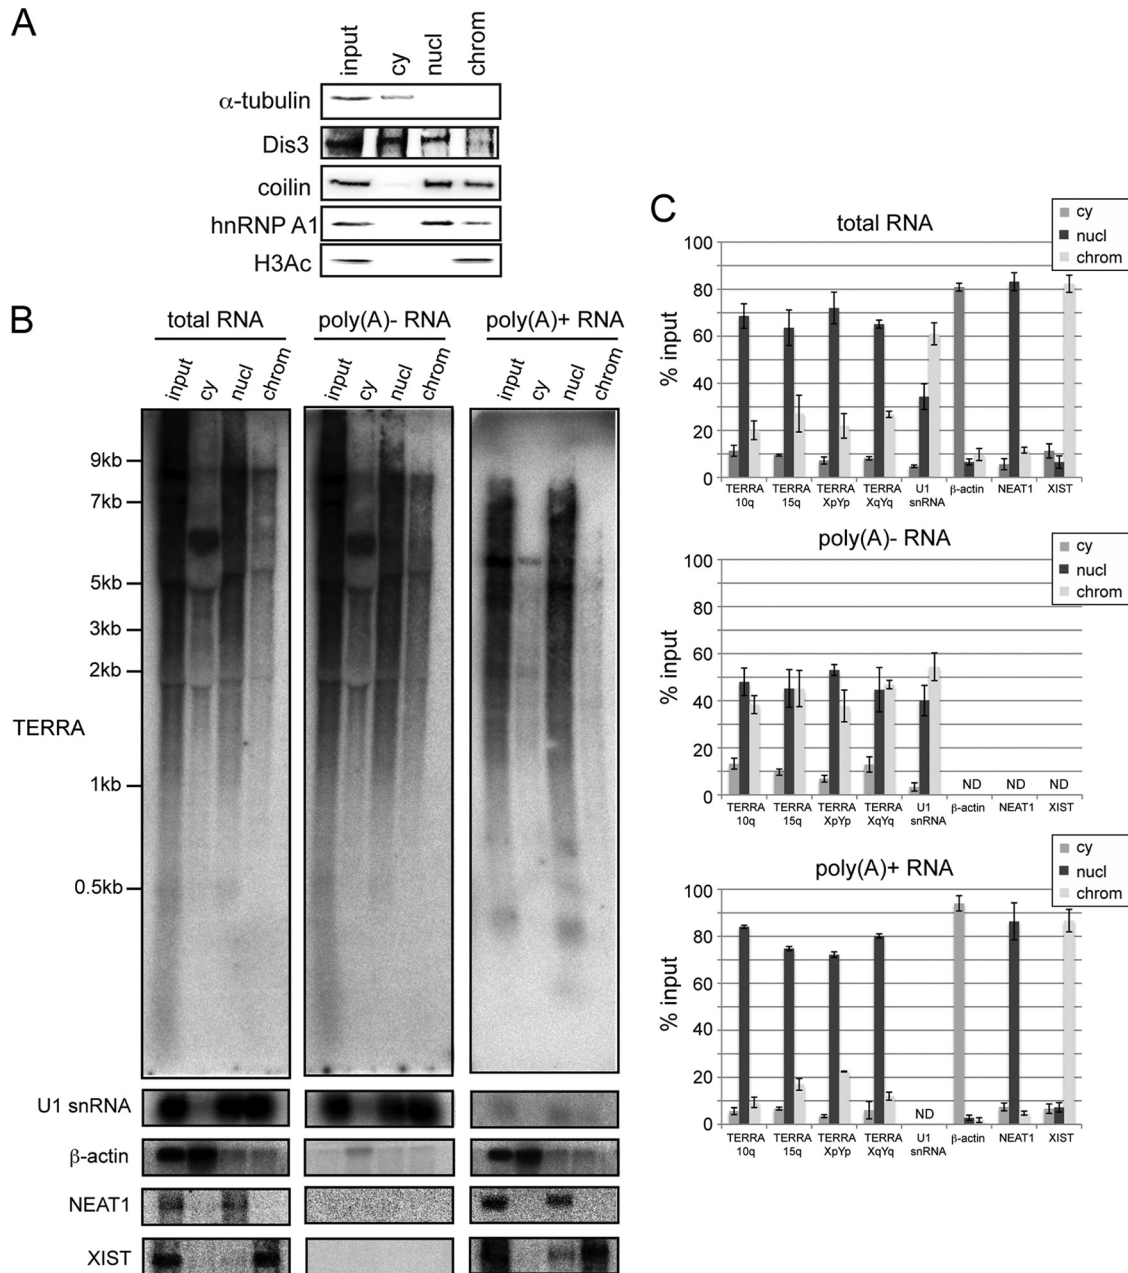 A
input cy nucl chrom
α-tubulin
Dis3
coilin
hnRNP A1
H3Ac
B
total RNA poly(A)- RNA poly(A)+ RNA
input cy nucl chrom input cy nucl chrom input cy nucl chrom
9kb
7kb
5kb
3kb
2kb
TERRA
1kb
0.5kb
U1 snRNA
β-actin
NEAT1
XIST
C
total RNA
cy
nucl
chrom
% input
100
80
60
40
20
0
TERRA TERRA TERRA TERRA U1 β-actin NEAT1 XIST
10q 15q XpYp XqYq snRNA
poly(A)- RNA
cy
nucl
chrom
% input
100
80
60
40
20
0
ND ND ND
TERRA TERRA TERRA TERRA U1 β-actin NEAT1 XIST
10q 15q XpYp XqYq snRNA
poly(A)+ RNA
cy
nucl
chrom
% input
100
80
60
40
20
0
ND
TERRA TERRA TERRA TERRA U1 β-actin NEAT1 XIST
10q 15q XpYp XqYq snRNA